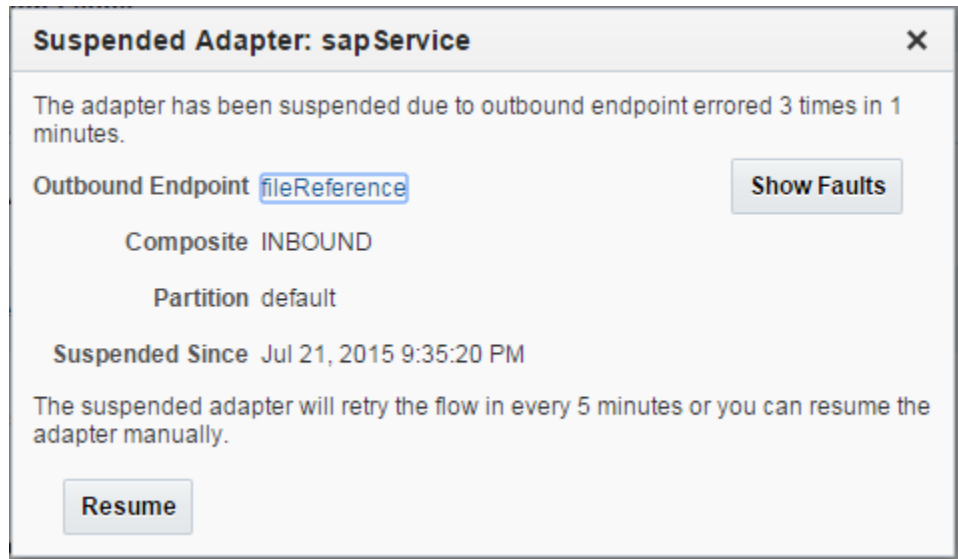 Suspended Adapter: sapService
The adapter has been suspended due to outbound endpoint errored 3 times in 1
minutes.
Outbound Endpoint fileReference
Show Faults
Composite INBOUND
Partition default
Suspended Since Jul 21, 2015 9:35:20 PM
The suspended adapter will retry the flow in every 5 minutes or you can resume the
adapter manually.
Resume